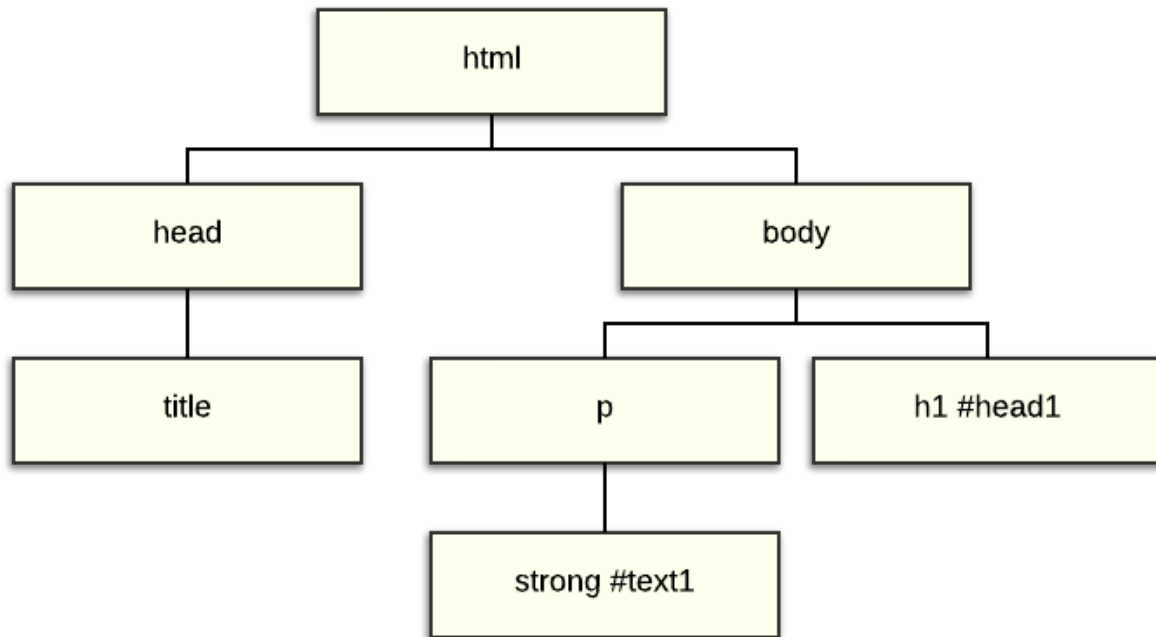 html
head
body
title
p
h1 #head1
strong #text1